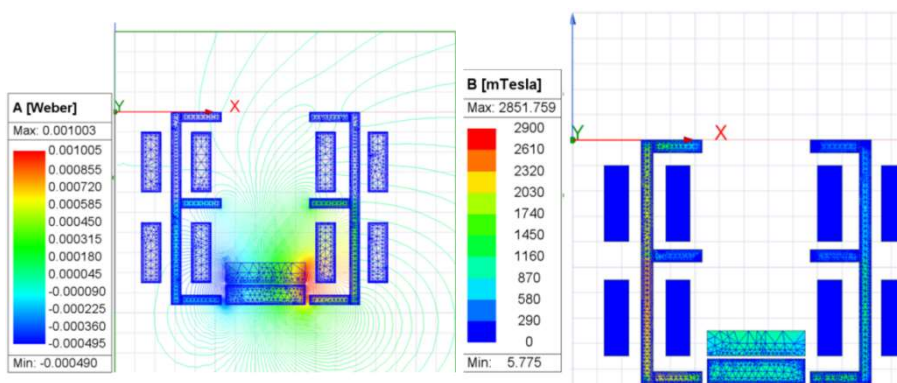 A [Weber]
Max: 0.001003
0.001005
0.000855
0.000720
0.000585
0.000450
0.000315
0.000180
0.000045
-0.000090
-0.000225
-0.000360
-0.000495
Min: -0.000490
Y
X
B [mTesla]
Max: 2851.759
2900
2610
2320
2030
1740
1450
1160
870
580
290
0
Min: 5.775
Y
X